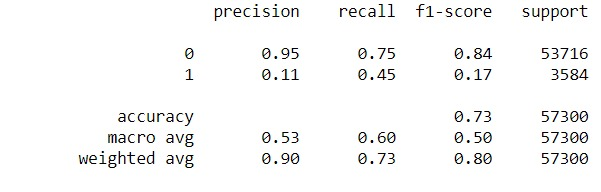 precision recall f1-score support
0 0.95 0.75 0.84 53716
1 0.11 0.45 0.17 3584
accuracy 0.73 57300
macro avg 0.53 0.60 0.50 57300
weighted avg 0.90 0.73 0.80 57300